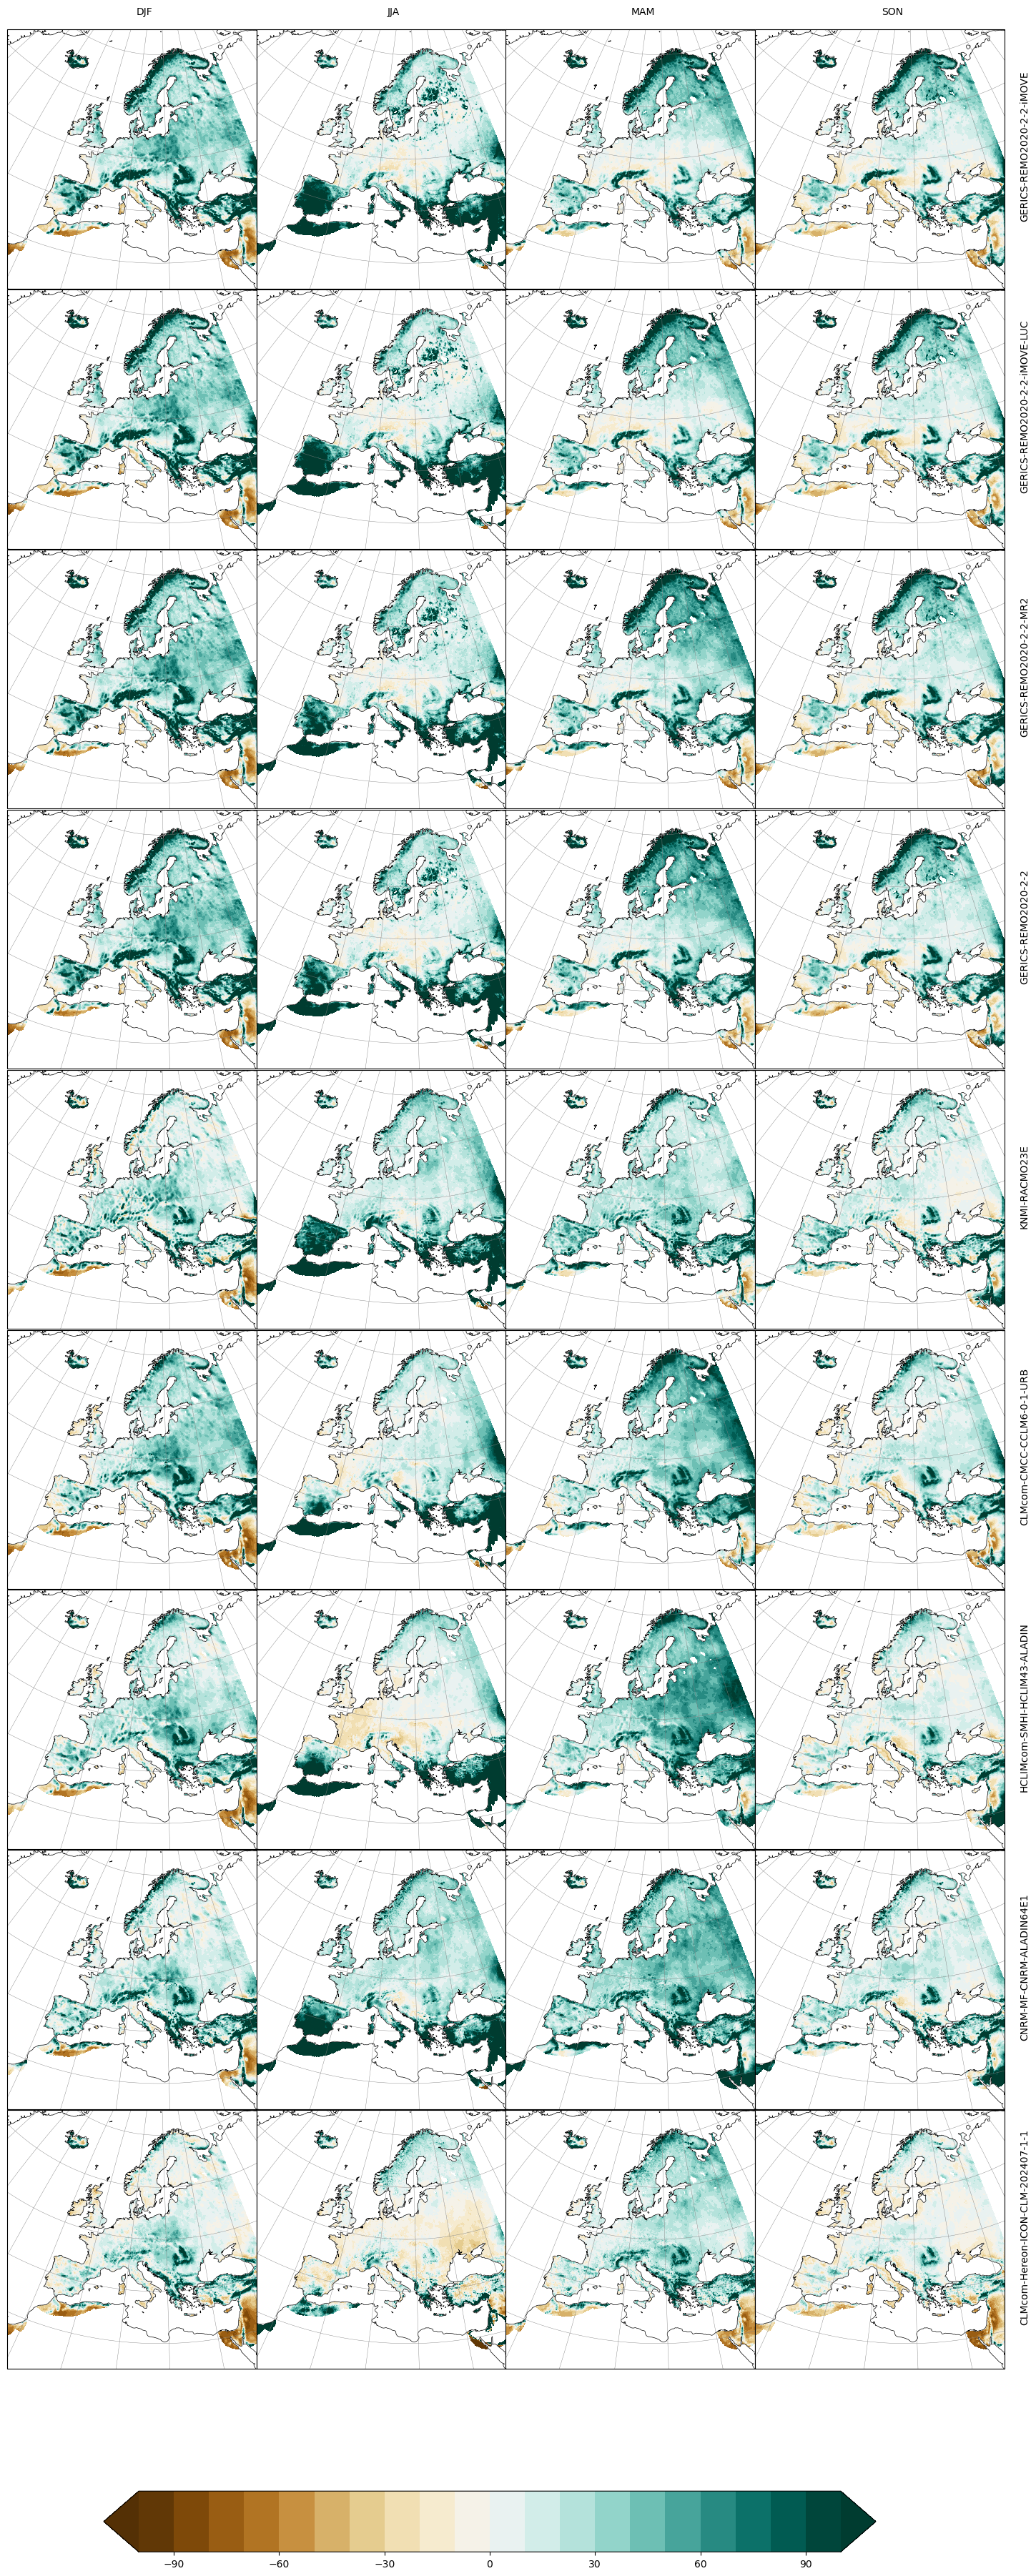 DJF JJA MAM SON
GERICS-REMO2020-2-2-iMOVE
GERICS-REMO2020-2-2-iMOVE-LUC
GERICS-REMO2020-2-2-MR2
GERICS-REMO2020-2-2
KNMI-RACMO23E
CLMcom-CMCC-CCLM6-0-1-URB
HCLIMcom-SMHI-HCLIM43-ALADIN
CNRM-MF-CNRM-ALADIN64E1
CLMcom-Hereon-ICON-CLM-202407-1-1
−90 −60 −30 0 30 60 90